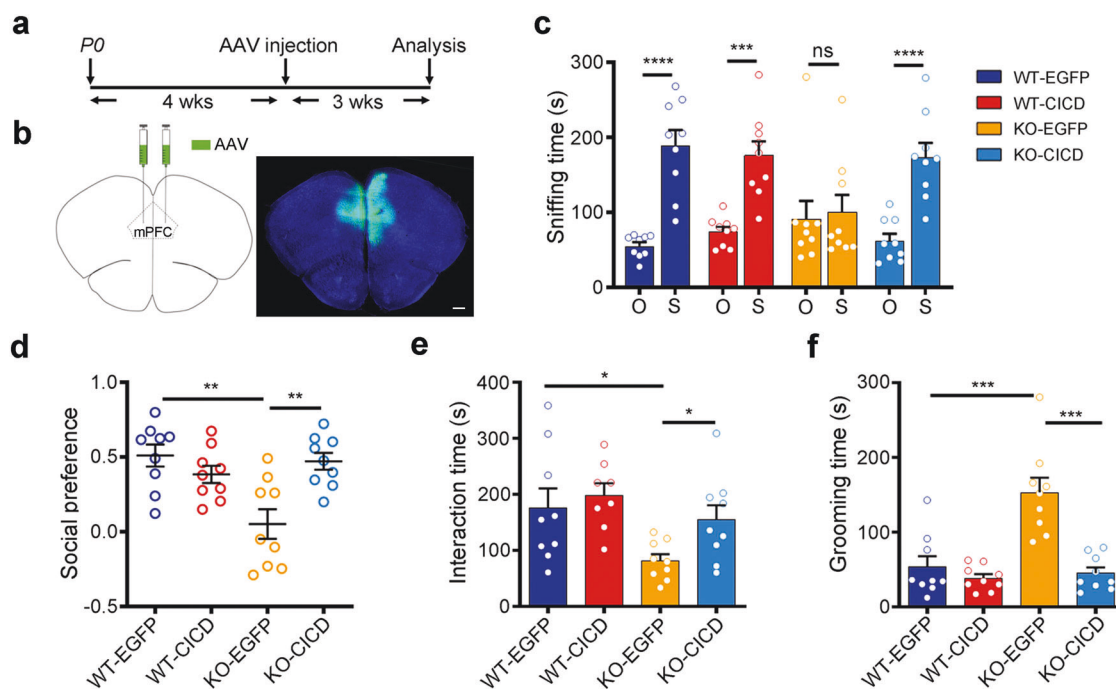 a
P0
AAV injection
Analysis
4 wks
3 wks
b
AAV
mPFC
c
Sniffing time (s)
300
200
100
0
****
***
ns
****
O S O S O S O S
WT-EGFP
WT-CICD
KO-EGFP
KO-CICD
d
Social preference
1.0
0.5
0.0
-0.5
**
**
WT-EGFP
WT-CICD
KO-EGFP
KO-CICD
e
Interaction time (s)
400
300
200
100
0
*
*
WT-EGFP
WT-CICD
KO-EGFP
KO-CICD
f
Grooming time (s)
300
200
100
0
***
***
WT-EGFP
WT-CICD
KO-EGFP
KO-CICD